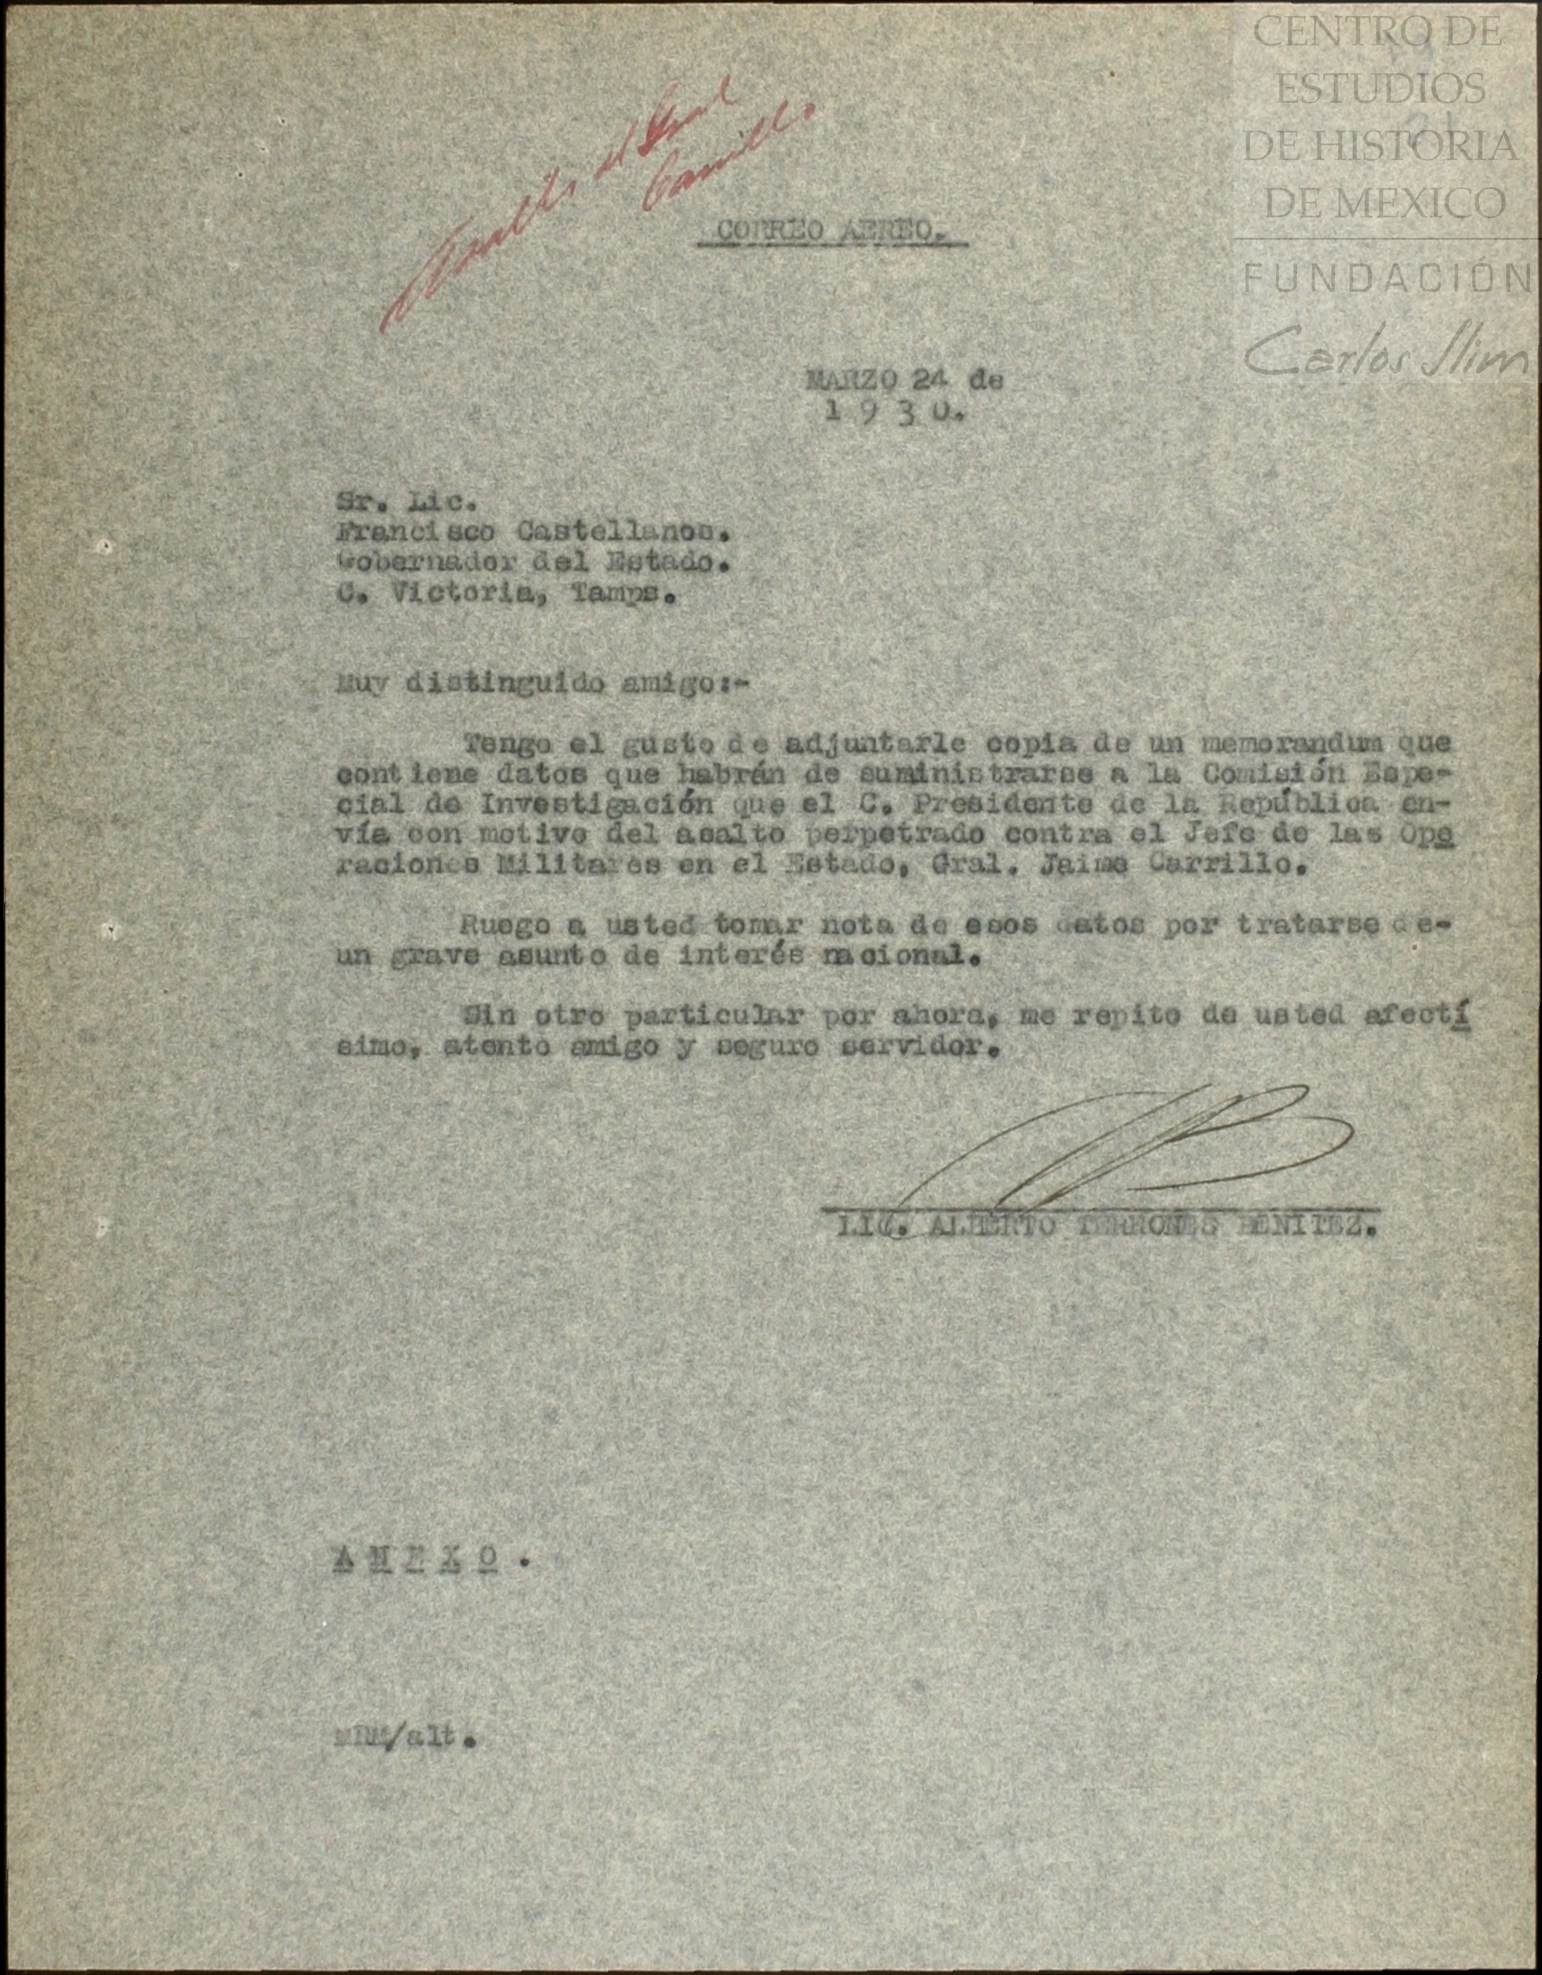 CENTRO DE
ESTUDIOS
DE HISTORIA
DE MEXICO
FUNDACIÓN
Carlos Slim
al Gral
Carrillo
CORREO AEREO.
MARZO 24 de
1 9 3 0.
Sr. Lic.
Francisco Castellanos.
Gobernador del Estado.
C. Victoria, Tamps.
Muy distinguido amigo:-
Tengo el gusto de adjuntarle copia de un memorandum que
contiene datos que habrán de suministrarse a la Comisión Espe-
cial de Investigación que el C. Presidente de la República en-
vía con motivo del asalto perpetrado contra el Jefe de las Ope
raciones Militares en el Estado, Gral. Jaime Carrillo.
Ruego a usted tomar nota de esos datos por tratarse de-
un grave asunto de interés nacional.
Sin otro particular por ahora, me repito de usted afectí
simo, atento amigo y seguro servidor.
LIC. ALBERTO TERRONES BENITEZ.
A N E X O .
/alt.